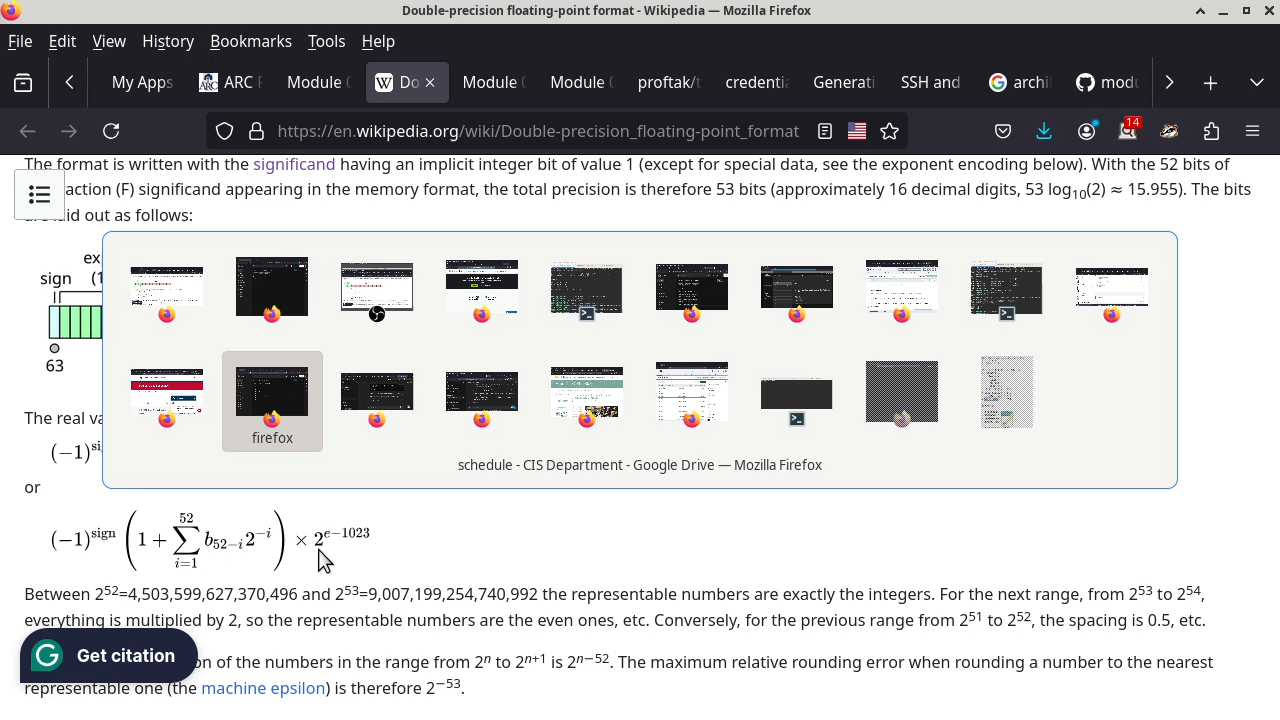 Double-precision floating-point format - Wikipedia — Mozilla Firefox
File Edit View History Bookmarks Tools Help
My Apps ARC Module Do Module Module proftak/t credentia Generati SSH and archi modu
https://en.wikipedia.org/wiki/Double-precision_floating-point_format 14
The format is written with the significand having an implicit integer bit of value 1 (except for special data, see the exponent encoding below). With the 52 bits of
action (F) significand appearing in the memory format, the total precision is therefore 53 bits (approximately 16 decimal digits, 53 log₁₀(2) ≈ 15.955). The bits
are laid out as follows:
ex
sign (1
63
The real va
(−1)^si
firefox
schedule - CIS Department - Google Drive — Mozilla Firefox
or
(−1)^sign (1 + ∑_{i=1}^{52} b_{52−i} 2^{−i}) × 2^{e−1023}
Between 2⁵²=4,503,599,627,370,496 and 2⁵³=9,007,199,254,740,992 the representable numbers are exactly the integers. For the next range, from 2⁵³ to 2⁵⁴,
everything is multiplied by 2, so the representable numbers are the even ones, etc. Conversely, for the previous range from 2⁵¹ to 2⁵², the spacing is 0.5, etc.
Get citation
on of the numbers in the range from 2ⁿ to 2ⁿ⁺¹ is 2ⁿ⁻⁵². The maximum relative rounding error when rounding a number to the nearest
representable one (the machine epsilon) is therefore 2⁻⁵³.